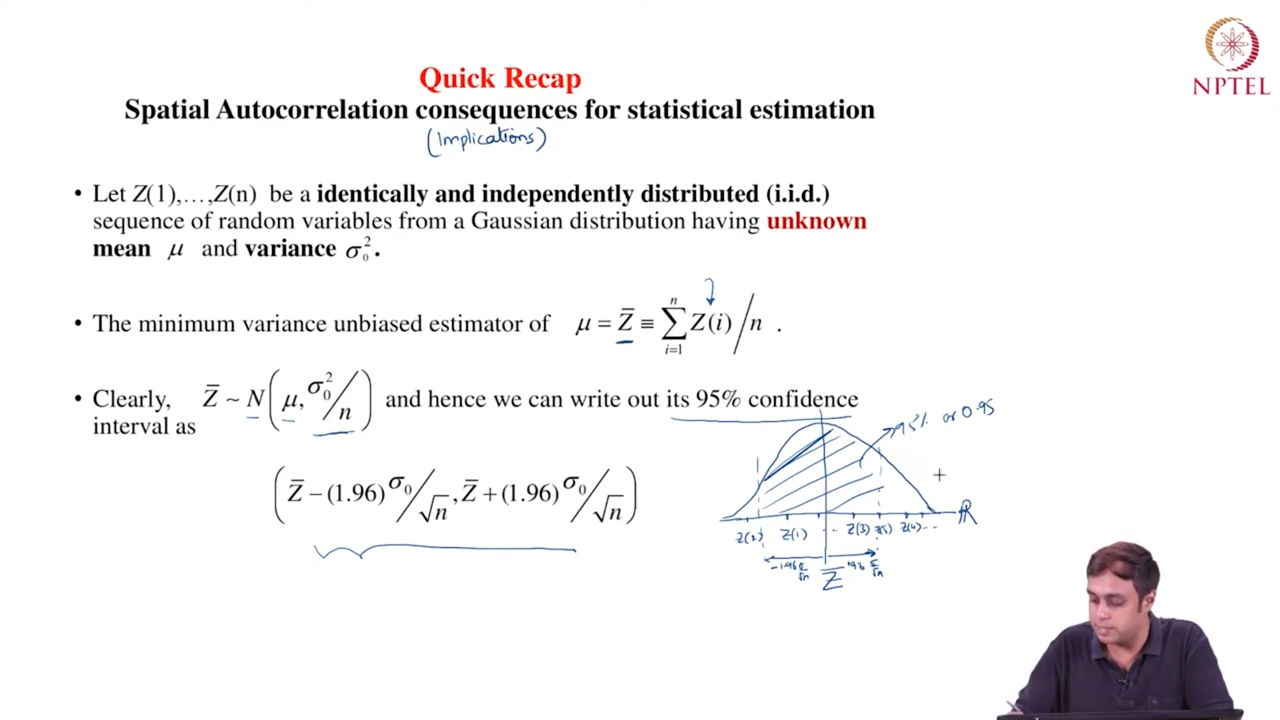 NPTEL
Quick Recap
Spatial Autocorrelation consequences for statistical estimation
(Implications)
• Let Z(1),…,Z(n) be a identically and independently distributed (i.i.d.)
sequence of random variables from a Gaussian distribution having unknown
mean μ and variance σ₀².
• The minimum variance unbiased estimator of μ = Z̄ ≡ ∑ᵢ₌₁ⁿ Z(i)/n .
• Clearly, Z̄ ~ N(μ, σ₀²/n) and hence we can write out its 95% confidence
interval as
95% or 0.95
(Z̄ − (1.96) σ₀/√n, Z̄ + (1.96) σ₀/√n)
ℝ
Z(2) Z(1) ·· Z(3) Z(5) Z(4) ··
Z̄